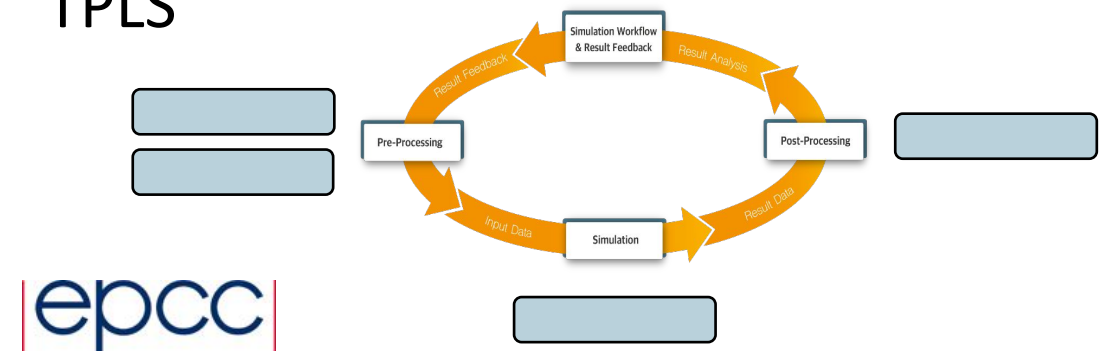 TPLS
Simulation Workflow
& Result Feedback
Result Feedback
Result Analysis
Pre-Processing
Post-Processing
Input Data
Result Data
Simulation
epcc